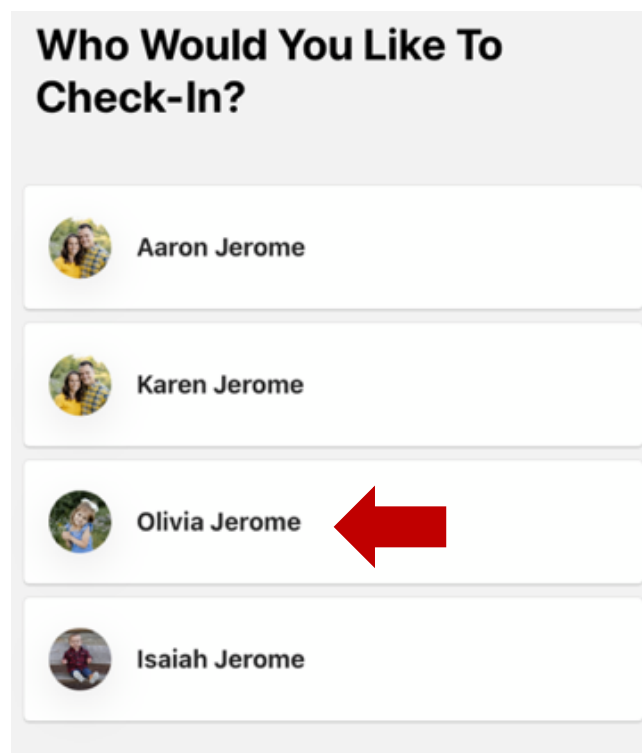 Who Would You Like To
Check-In?
Aaron Jerome
Karen Jerome
Olivia Jerome
Isaiah Jerome